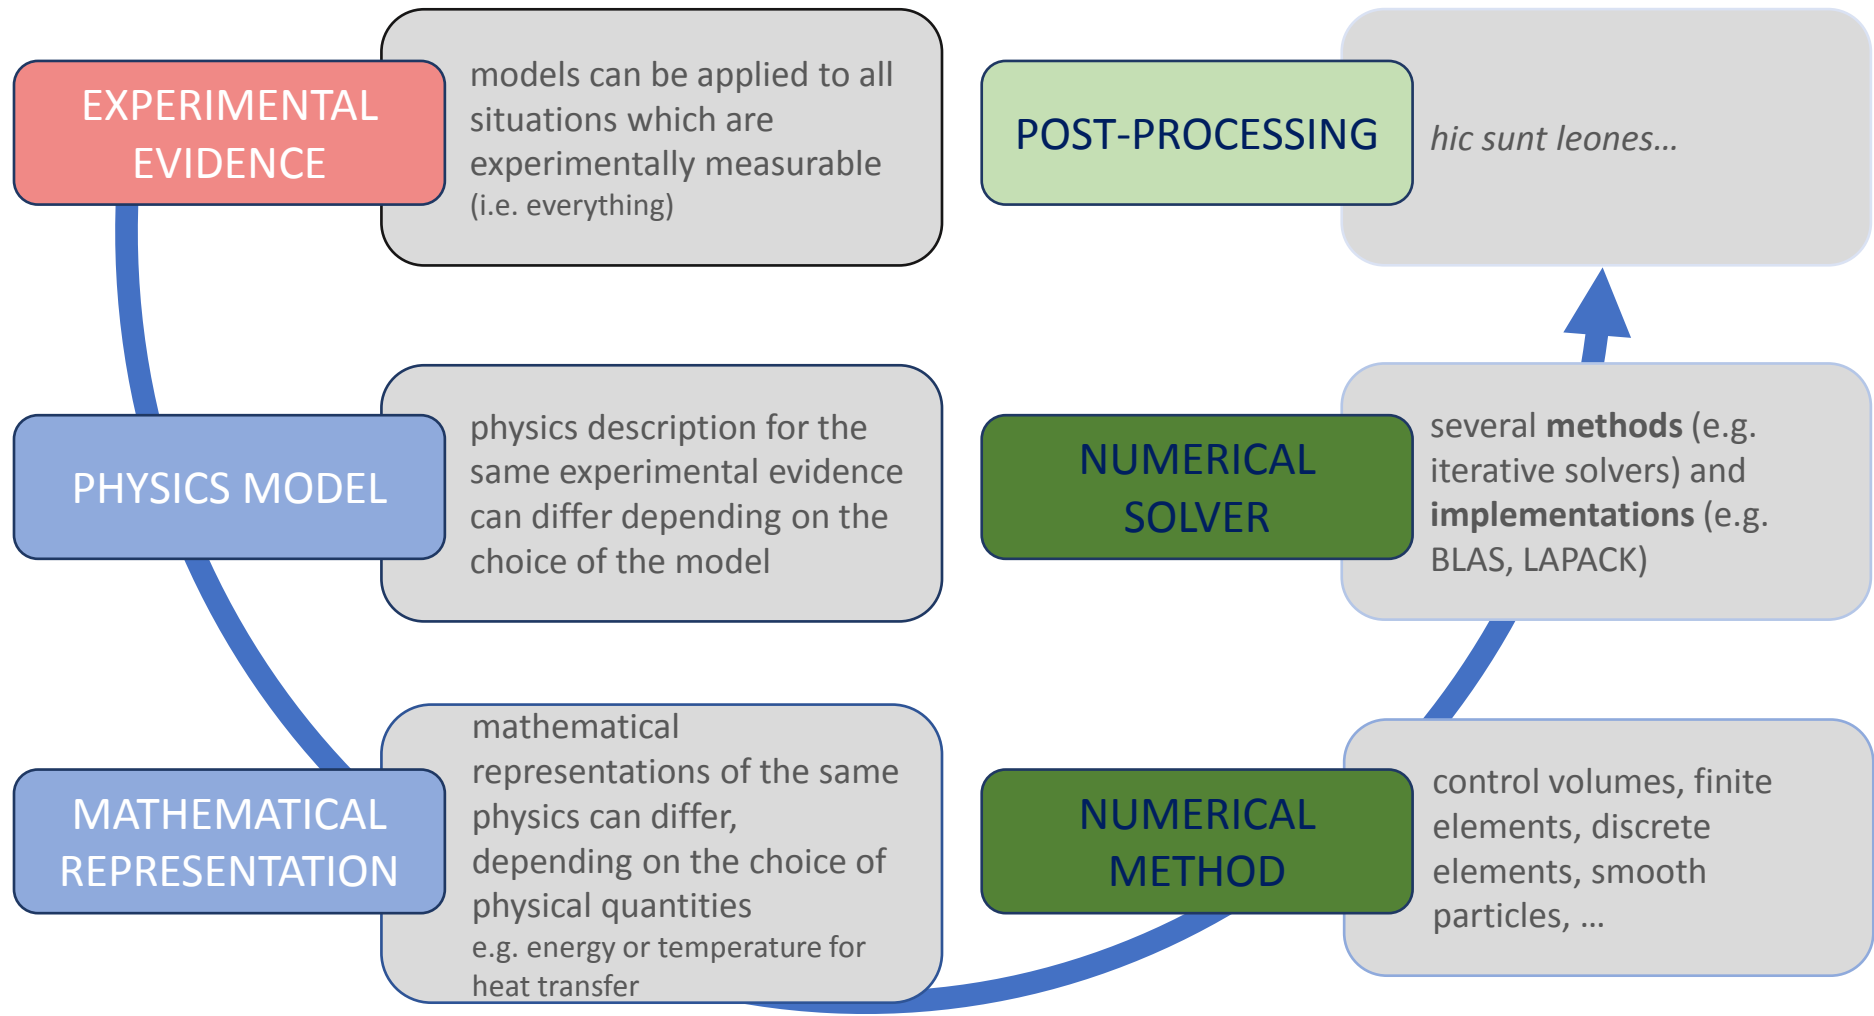 EXPERIMENTAL
EVIDENCE
models can be applied to all
situations which are
experimentally measurable
(i.e. everything)
PHYSICS MODEL
physics description for the
same experimental evidence
can differ depending on the
choice of the model
MATHEMATICAL
REPRESENTATION
mathematical
representations of the same
physics can differ,
depending on the choice of
physical quantities
e.g. energy or temperature for
heat transfer
NUMERICAL
METHOD
control volumes, finite
elements, discrete
elements, smooth
particles, ...
NUMERICAL
SOLVER
several methods (e.g.
iterative solvers) and
implementations (e.g.
BLAS, LAPACK)
POST-PROCESSING
hic sunt leones...